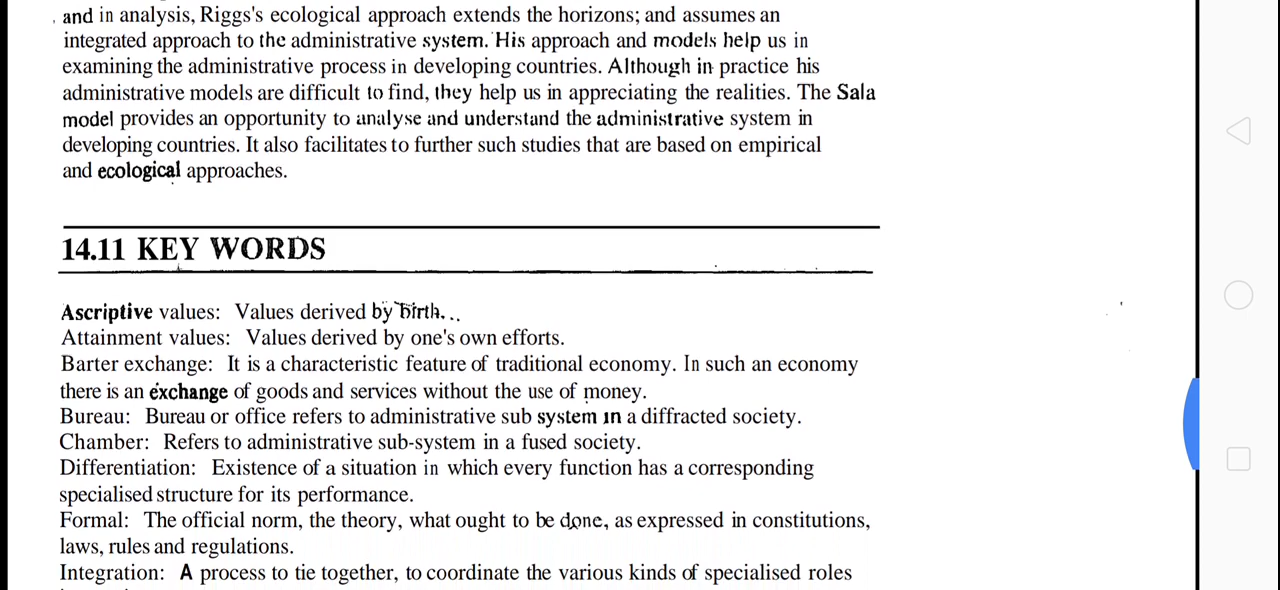 and in analysis, Riggs's ecological approach extends the horizons; and assumes an
integrated approach to the administrative system. His approach and models help us in
examining the administrative process in developing countries. Although in practice his
administrative models are difficult to find, they help us in appreciating the realities. The Sala
model provides an opportunity to analyse and understand the administrative system in
developing countries. It also facilitates to further such studies that are based on empirical
and ecological approaches.
14.11 KEY WORDS
Ascriptive values: Values derived by birth...
Attainment values: Values derived by one's own efforts.
Barter exchange: It is a characteristic feature of traditional economy. In such an economy
there is an exchange of goods and services without the use of money.
Bureau: Bureau or office refers to administrative sub system in a diffracted society.
Chamber: Refers to administrative sub-system in a fused society.
Differentiation: Existence of a situation in which every function has a corresponding
specialised structure for its performance.
Formal: The official norm, the theory, what ought to be done, as expressed in constitutions,
laws, rules and regulations.
Integration: A process to tie together, to coordinate the various kinds of specialised roles